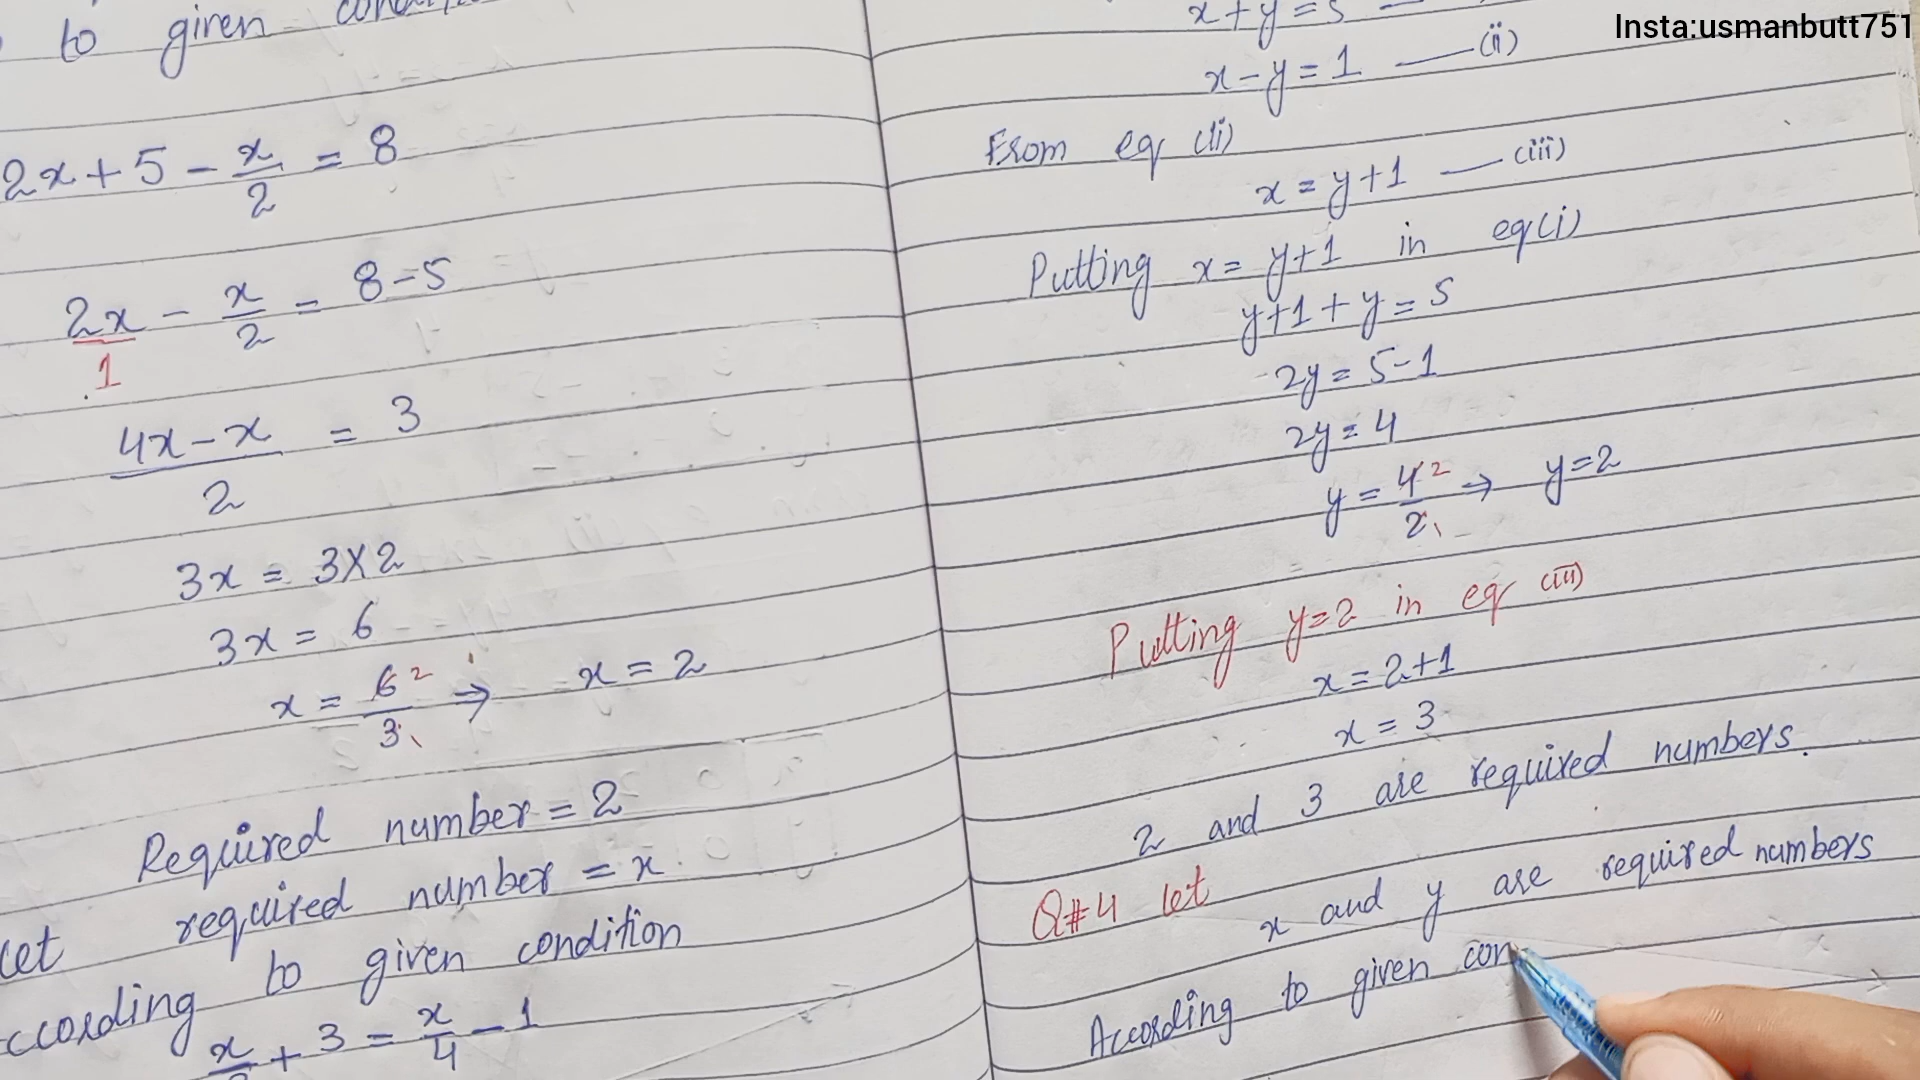 Insta:usmanbutt751
to given
2x + 5 - x/2 = 8
2x/1 - x/2 = 8-5
4x-x/2 = 3
3x = 3X2
3x = 6
x = 6 2/3 → x = 2
Required number = 2
Let required number = x
ccording to given condition
+ 3 = x/4 - 1
x+y=5
x-y=1 —(ii)
From eq (ii)
x = y+1 —(iii)
Putting x= y+1 in eq(i)
y+1+y=5
2y= 5-1
2y= 4
y = 4 2/2 → y=2
Putting y=2 in eq (iii)
x=2+1
x = 3
2 and 3 are required numbers.
Q#4 let
x and y are required numbers
According to given con